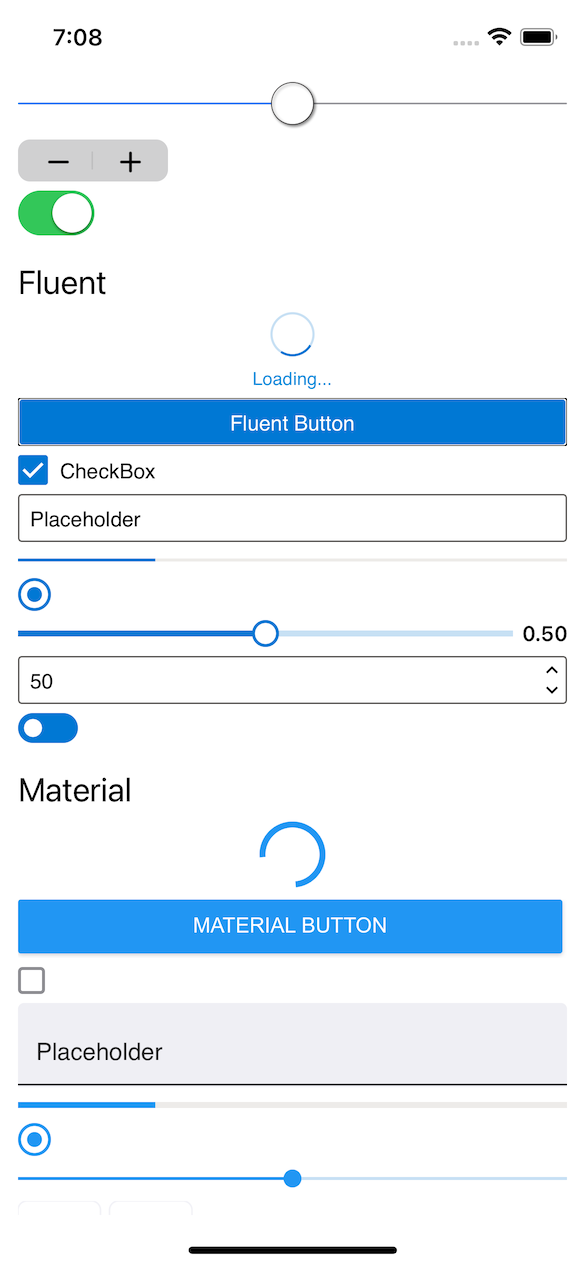 7:08
Fluent
Loading...
Fluent Button
CheckBox
Placeholder
0.50
50
Material
MATERIAL BUTTON
Placeholder